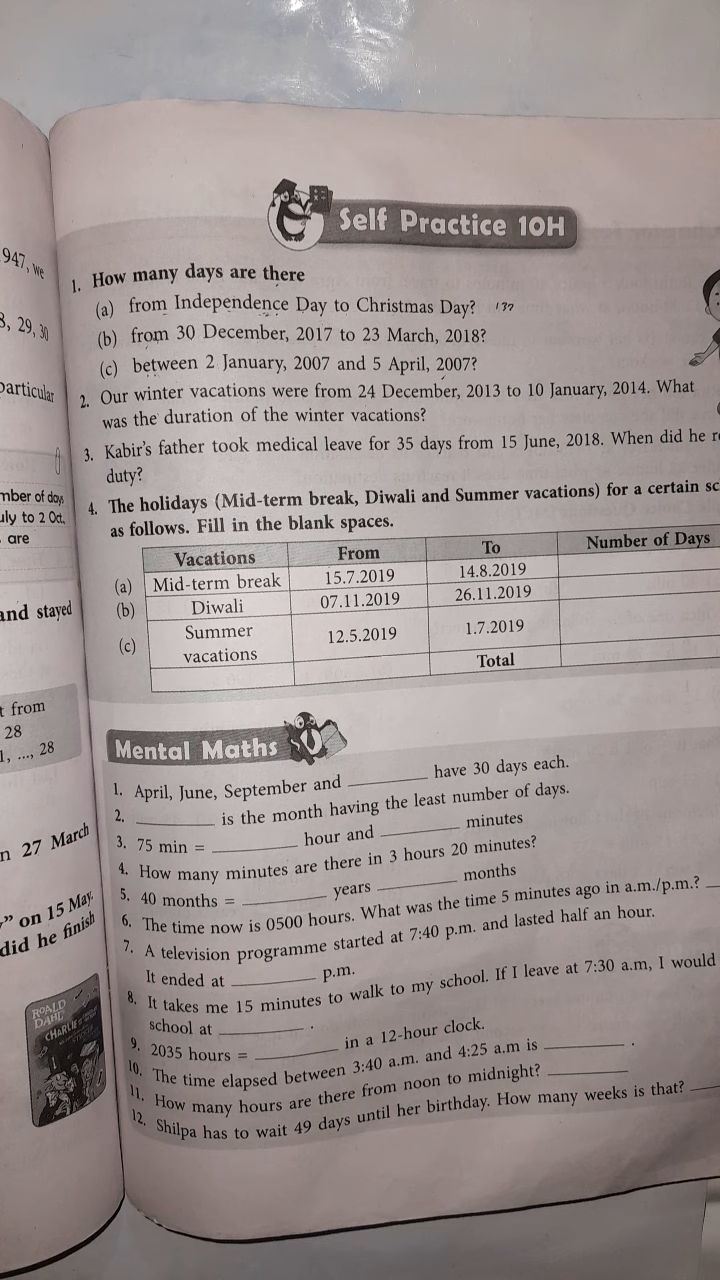 947, we
8, 29, 30
particular
mber of days
uly to 2 Oct,
are
and stayed
t from
28
1, ..., 28
n 27 March
" on 15 May.
did he finish
ROALD
DAHL
CHARLIE
Self Practice 10H
1. How many days are there
(a) from Independence Day to Christmas Day?
(b) from 30 December, 2017 to 23 March, 2018?
(c) between 2 January, 2007 and 5 April, 2007?
2. Our winter vacations were from 24 December, 2013 to 10 January, 2014. What
was the duration of the winter vacations?
3. Kabir's father took medical leave for 35 days from 15 June, 2018. When did he r
duty?
4. The holidays (Mid-term break, Diwali and Summer vacations) for a certain sc
as follows. Fill in the blank spaces.
Vacations From To Number of Days
(a) Mid-term break 15.7.2019 14.8.2019
(b) Diwali 07.11.2019 26.11.2019
(c) Summer vacations 12.5.2019 1.7.2019
Total
Mental Maths
1. April, June, September and ________ have 30 days each.
2. ________ is the month having the least number of days.
3. 75 min = ________ hour and ________ minutes
4. How many minutes are there in 3 hours 20 minutes?
5. 40 months = ________ years ________ months
6. The time now is 0500 hours. What was the time 5 minutes ago in a.m./p.m.? __
7. A television programme started at 7:40 p.m. and lasted half an hour.
It ended at ________ p.m.
8. It takes me 15 minutes to walk to my school. If I leave at 7:30 a.m, I would
school at ________ .
9. 2035 hours = ________ in a 12-hour clock.
10. The time elapsed between 3:40 a.m. and 4:25 a.m is ________ .
11. How many hours are there from noon to midnight? ________
12. Shilpa has to wait 49 days until her birthday. How many weeks is that? ____